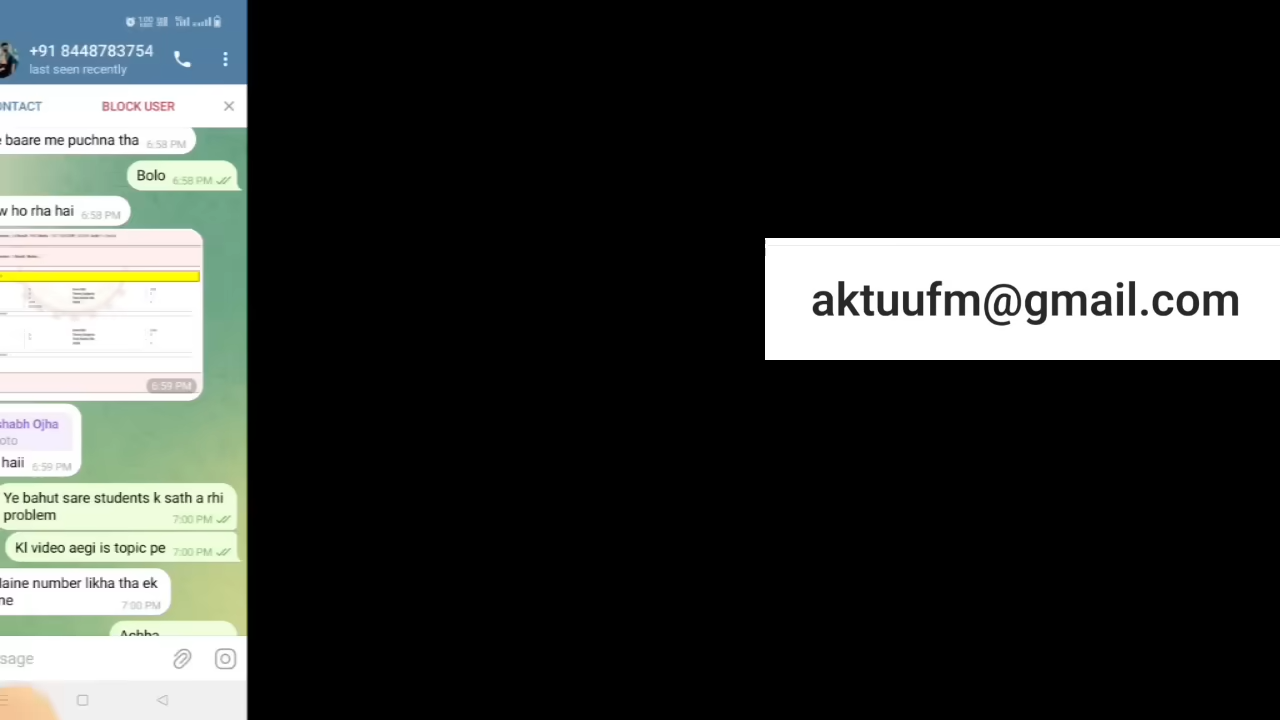 +91 8448783754
last seen recently
ONTACT
BLOCK USER
baare me puchna tha 6:58 PM
Bolo 6:58 PM
w ho rha hai 6:58 PM
6:59 PM
habh Ojha
oto
haii 6:59 PM
Ye bahut sare students k sath a rhi
problem 7:00 PM
Kl video aegi is topic pe 7:00 PM
laine number likha tha ek
ne 7:00 PM
Achha
sage
aktuufm@gmail.com